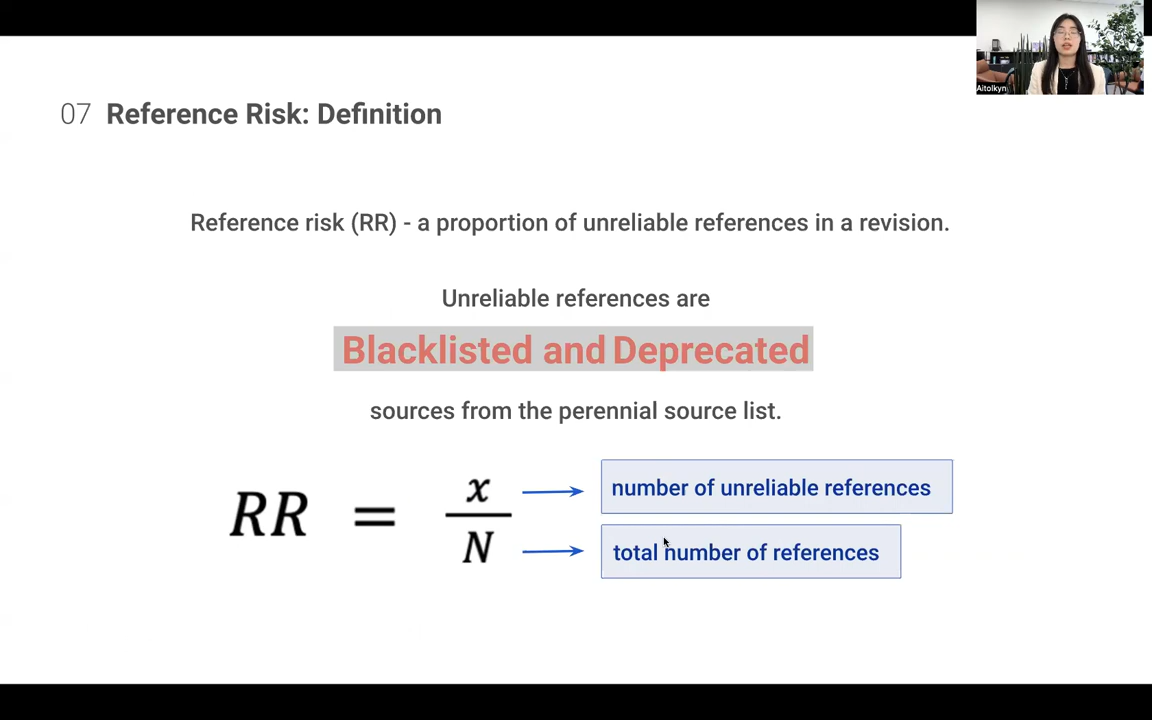 Aitolkyn
07 Reference Risk: Definition
Reference risk (RR) - a proportion of unreliable references in a revision.
Unreliable references are
Blacklisted and Deprecated
sources from the perennial source list.
RR = x / N
number of unreliable references
total number of references